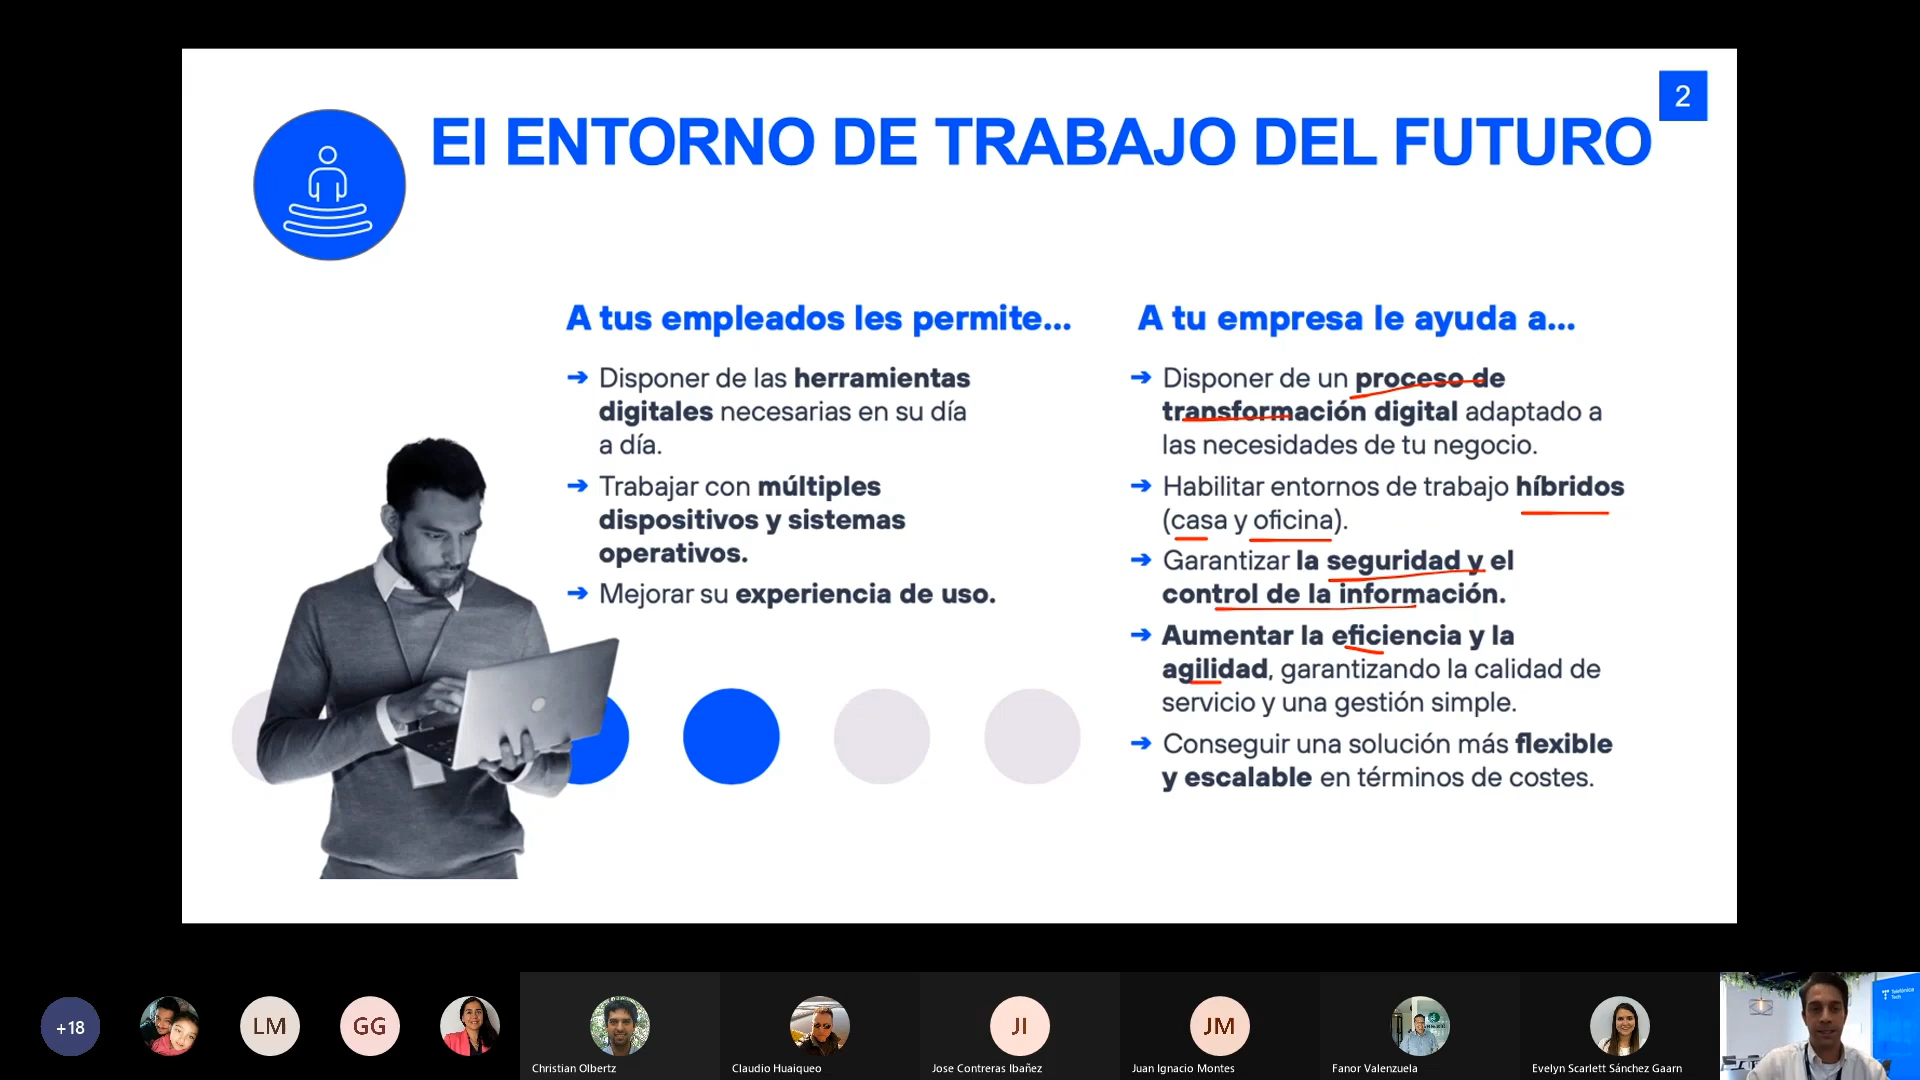 2
El ENTORNO DE TRABAJO DEL FUTURO
A tus empleados les permite...
Disponer de las herramientas
digitales necesarias en su día
a día.
Trabajar con múltiples
dispositivos y sistemas
operativos.
Mejorar su experiencia de uso.
A tu empresa le ayuda a...
Disponer de un proceso de
transformación digital adaptado a
las necesidades de tu negocio.
Habilitar entornos de trabajo híbridos
(casa y oficina).
Garantizar la seguridad y el
control de la información.
Aumentar la eficiencia y la
agilidad, garantizando la calidad de
servicio y una gestión simple.
Conseguir una solución más flexible
y escalable en términos de costes.
+18
LM
GG
JI
JM
Christian Olbertz
Claudio Huaiqueo
Jose Contreras Ibañez
Juan Ignacio Montes
Fanor Valenzuela
Evelyn Scarlett Sánchez Gaarn
Telefónica
Tech